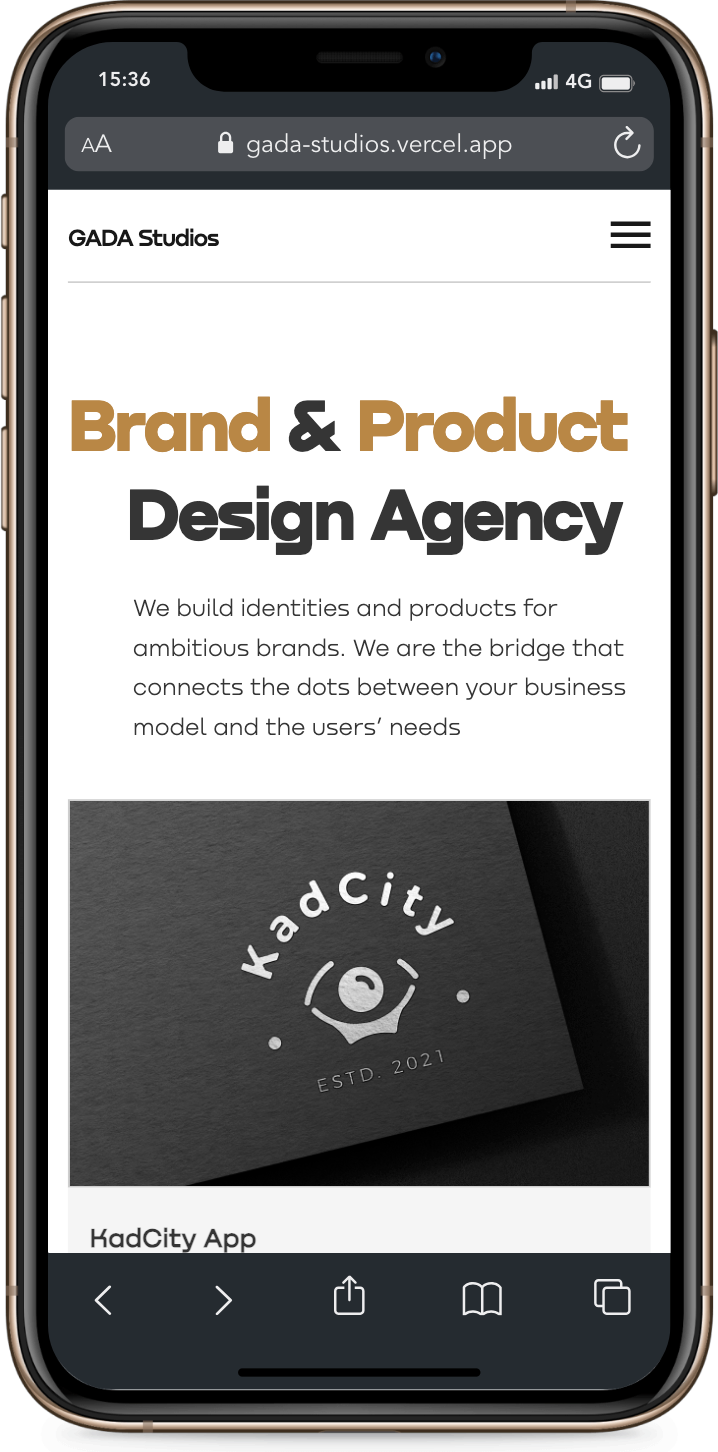 15:36
4G
AA
gada-studios.vercel.app
GADA Studios
Brand & Product
Design Agency
We build identities and products for
ambitious brands. We are the bridge that
connects the dots between your business
model and the users’ needs
KadCity
ESTD. 2021
KadCity App